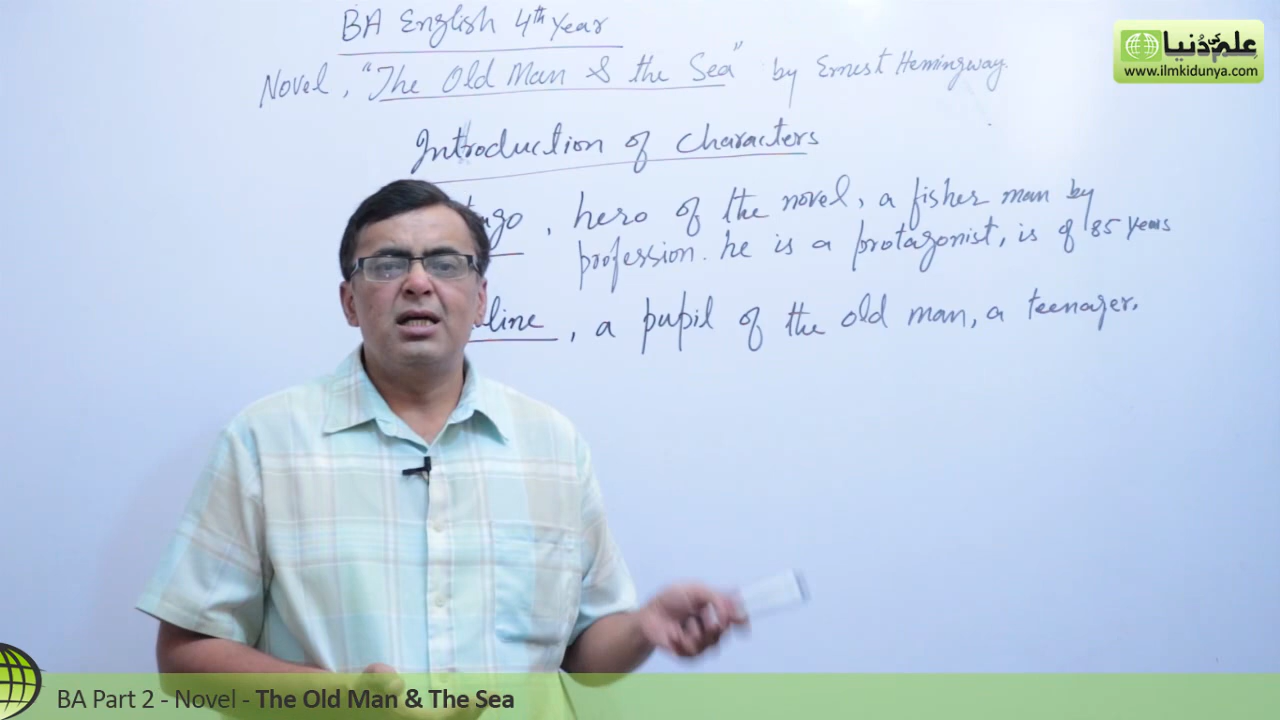 BA English 4th Year
Novel, "The Old Man & the Sea" by Ernest Hemingway.
Introduction of characters
, hero of the novel, a fisher man by
profession. he is a protagonist, is of 85 years
line, a pupil of the old man, a teenager.
علم کی دنیا
www.ilmkidunya.com
BA Part 2 - Novel - The Old Man & The Sea